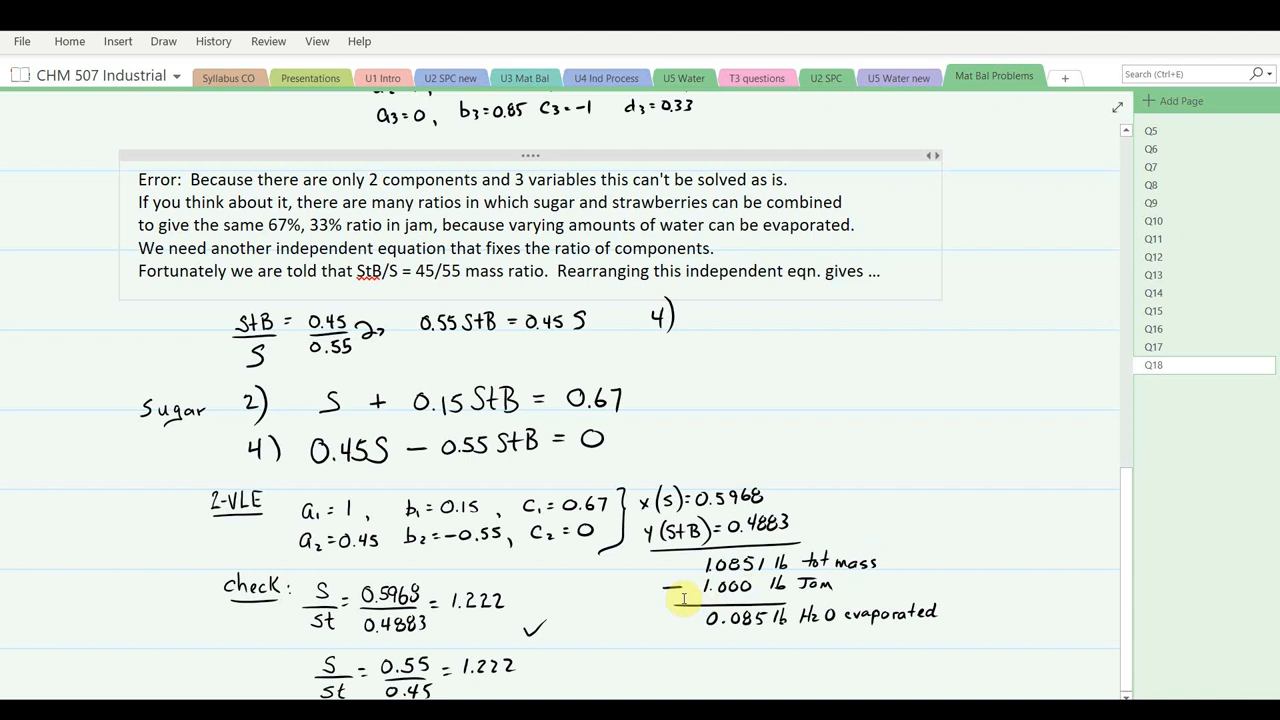 File Home Insert Draw History Review View Help
CHM 507 Industrial Syllabus CO Presentations U1 Intro U2 SPC new U3 Mat Bal U4 Ind Process U5 Water T3 questions U2 SPC U5 Water new Mat Bal Problems + Search (Ctrl+E)
+ Add Page
a₃=0, b₃=0.85 c₃=-1 d₃=0.33
Error: Because there are only 2 components and 3 variables this can't be solved as is.
If you think about it, there are many ratios in which sugar and strawberries can be combined
to give the same 67%, 33% ratio in jam, because varying amounts of water can be evaporated.
We need another independent equation that fixes the ratio of components.
Fortunately we are told that StB/S = 45/55 mass ratio. Rearranging this independent eqn. gives ...
StB/S = 0.45/0.55 0.55 StB = 0.45 S 4)
Sugar 2) S + 0.15 StB = 0.67
4) 0.45S - 0.55 StB = 0
2-VLE a₁=1, b₁=0.15, c₁=0.67 } x(S)=0.5968
a₂=0.45 b₂=-0.55, c₂=0 y(StB)=0.4883
1.0851 lb tot mass
- 1.000 lb Jam
0.085 lb H2O evaporated
check: S/St = 0.5968/0.4883 = 1.222 ✓
S/St = 0.55/0.45 = 1.222
Q5
Q6
Q7
Q8
Q9
Q10
Q11
Q12
Q13
Q14
Q15
Q16
Q17
Q18